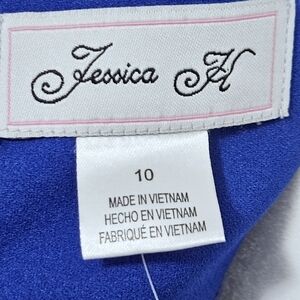 Jessica H
10
MADE IN VIETNAM
HECHO EN VIETNAM
FABRIQUÉ EN VIETNAM